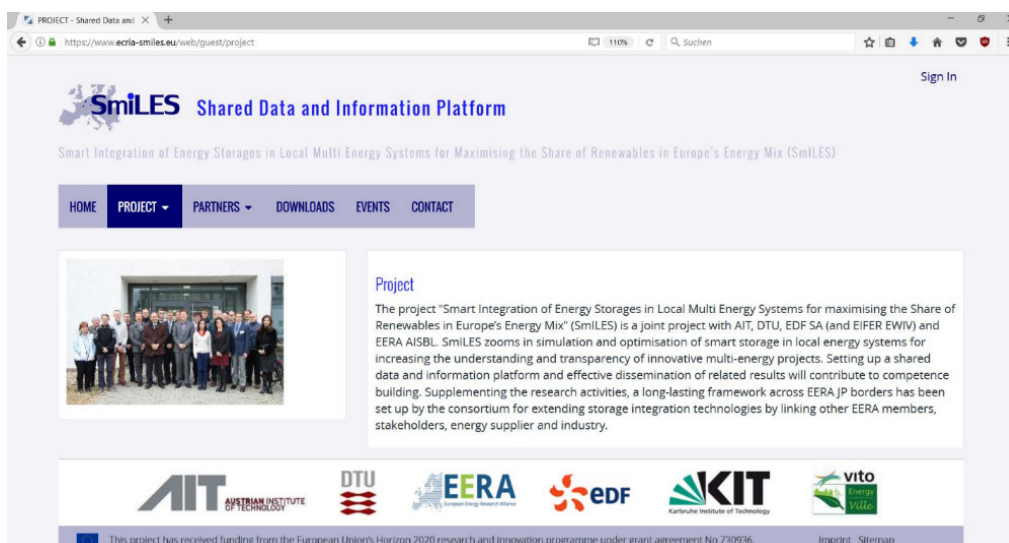 PROJECT - Shared Data and
https://www.ecria-smiles.eu/web/guest/project
110%
Suchen
Sign In
SmiLES Shared Data and Information Platform
Smart Integration of Energy Storages in Local Multi Energy Systems for Maximising the Share of Renewables in Europe's Energy Mix (SmILES)
HOME PROJECT PARTNERS DOWNLOADS EVENTS CONTACT
Project
The project "Smart Integration of Energy Storages in Local Multi Energy Systems for maximising the Share of
Renewables in Europe's Energy Mix" (SmILES) is a joint project with AIT, DTU, EDF SA (and EIFER EWIV) and
EERA AISBL. SmILES zooms in simulation and optimisation of smart storage in local energy systems for
increasing the understanding and transparency of innovative multi-energy projects. Setting up a shared
data and information platform and effective dissemination of related results will contribute to competence
building. Supplementing the research activities, a long-lasting framework across EERA JP borders has been
set up by the consortium for extending storage integration technologies by linking other EERA members,
stakeholders, energy supplier and industry.
AIT AUSTRIAN INSTITUTE
OF TECHNOLOGY
DTU
EERA
European Energy Research Alliance
eDF
KIT
Karlsruhe Institute of Technology
vito
Energy
Ville
This project has received funding from the European Union's Horizon 2020 research and innovation programme under grant agreement No 730936.
Imprint Sitemap